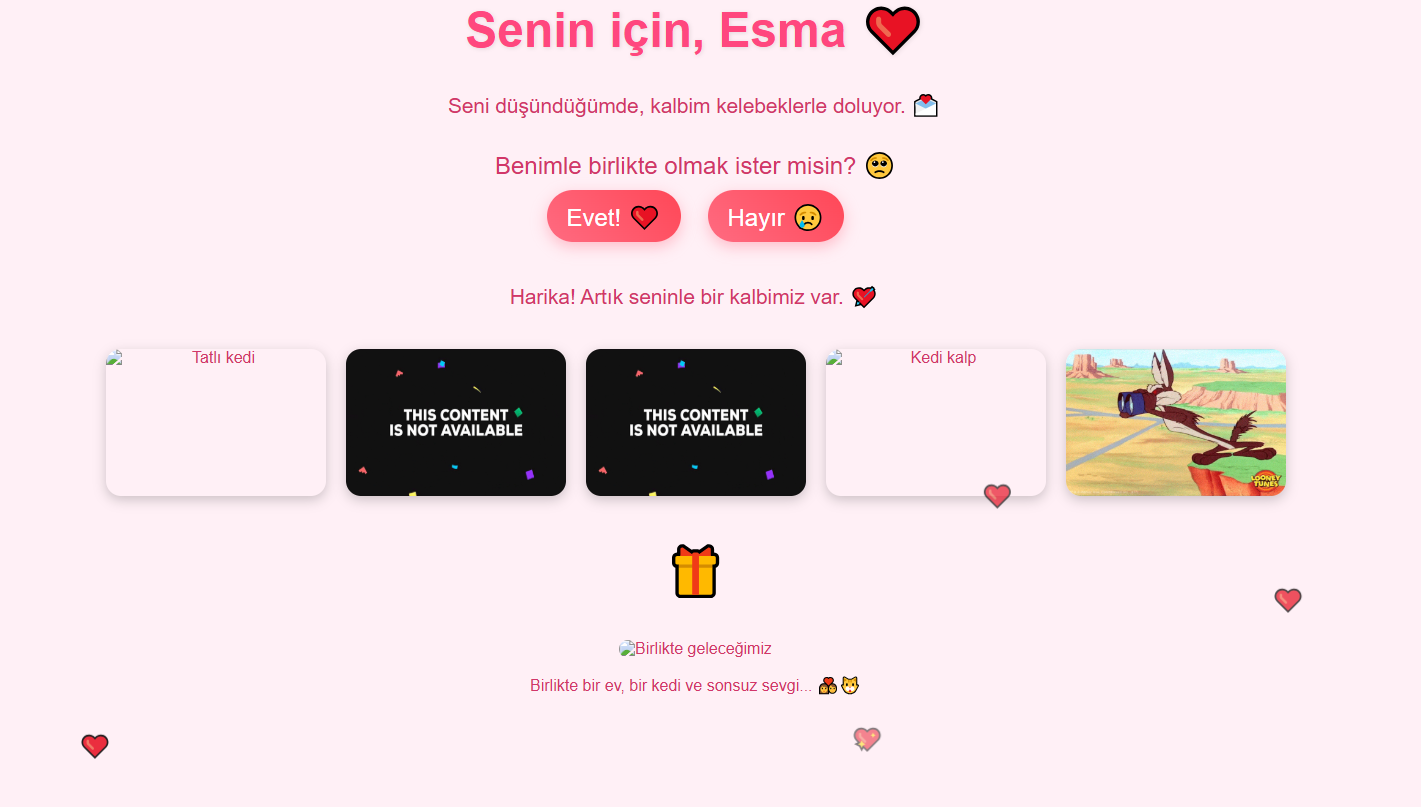 Senin için, Esma ❤️
Seni düşündüğümde, kalbim kelebeklerle doluyor. 💌
Benimle birlikte olmak ister misin? 🥺
Evet! ❤️
Hayır 😢
Harika! Artık seninle bir kalbimiz var. 💘
Tatlı kedi
THIS CONTENT
IS NOT AVAILABLE
THIS CONTENT
IS NOT AVAILABLE
Kedi kalp
LOONEY
TUNES
Birlikte geleceğimiz
Birlikte bir ev, bir kedi ve sonsuz sevgi... 👩‍❤️‍👨🐱